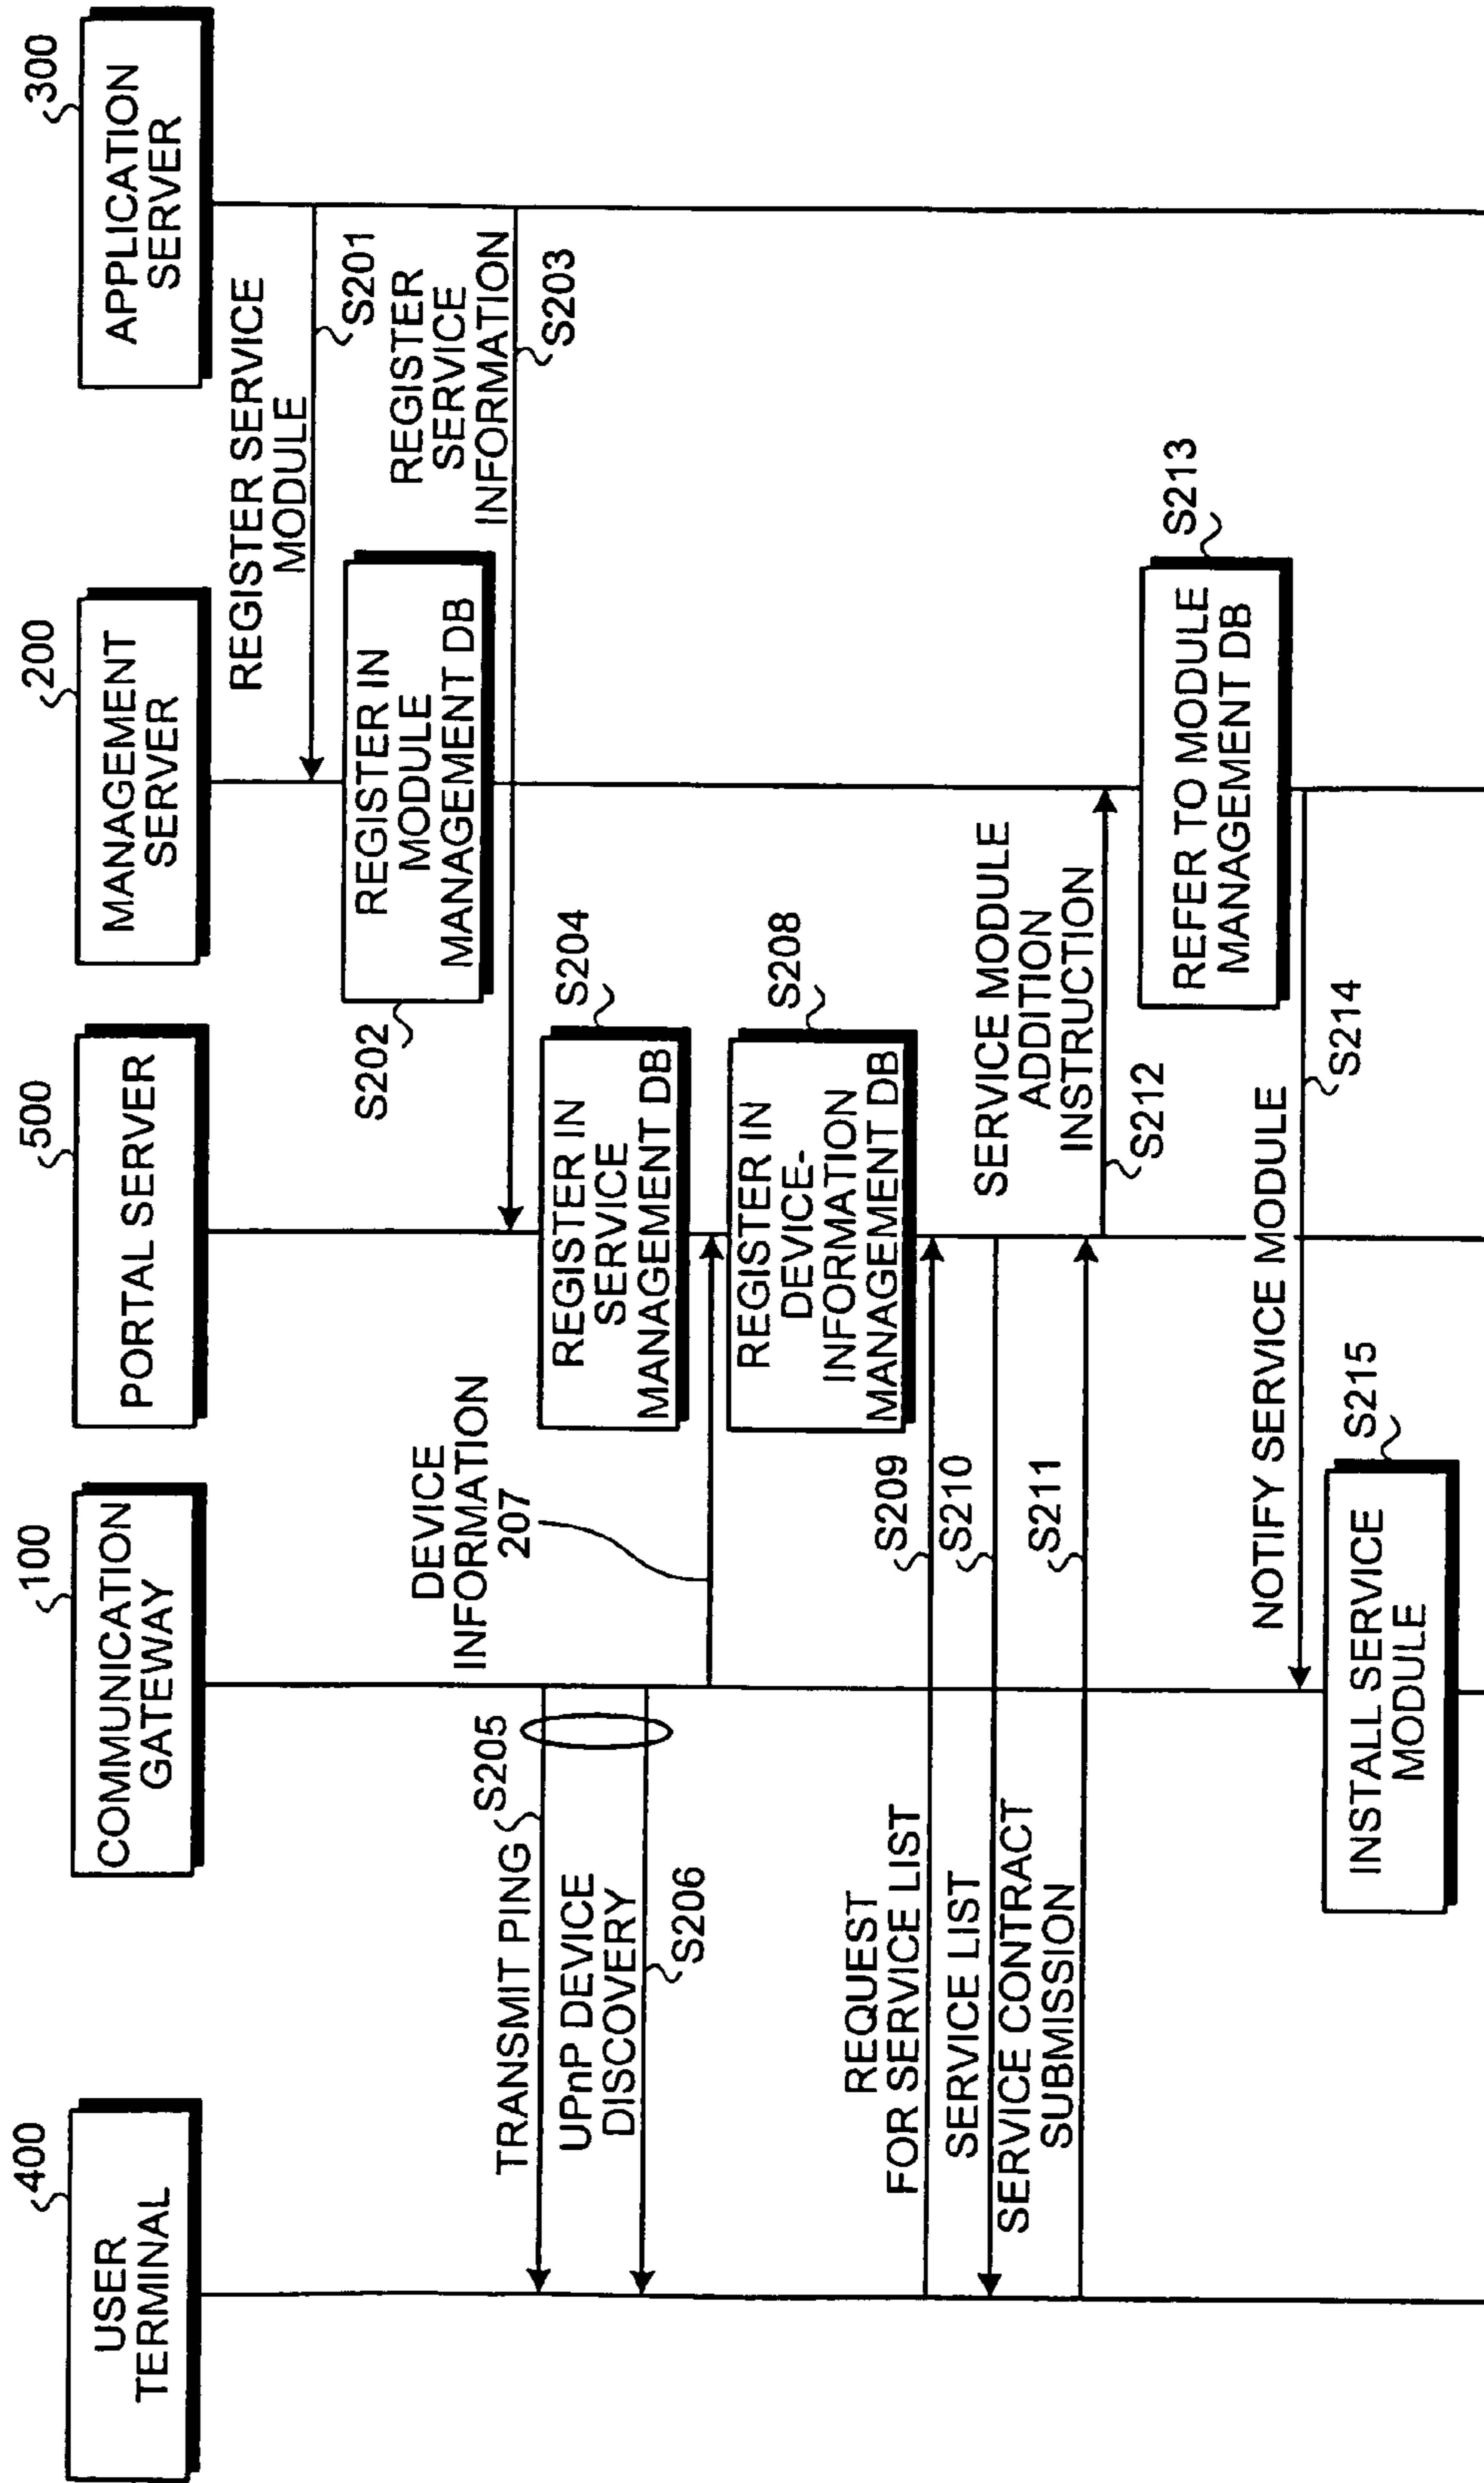 400
USER
TERMINAL
100
COMMUNICATION
GATEWAY
500
PORTAL SERVER
200
MANAGEMENT
SERVER
300
APPLICATION
SERVER
REGISTER SERVICE
MODULE
S201
REGISTER IN
MODULE
MANAGEMENT DB
S202
REGISTER
SERVICE
INFORMATION
S203
REGISTER IN
SERVICE
MANAGEMENT DB
S204
TRANSMIT PING
S205
UPnP DEVICE
DISCOVERY
S206
DEVICE
INFORMATION
207
REGISTER IN
DEVICE-
INFORMATION
MANAGEMENT DB
S208
REQUEST
FOR SERVICE LIST
S209
SERVICE LIST
S210
SERVICE CONTRACT
SUBMISSION
S211
SERVICE MODULE
ADDITION
INSTRUCTION
S212
REFER TO MODULE
MANAGEMENT DB
S213
NOTIFY SERVICE MODULE
S214
INSTALL SERVICE
MODULE
S215